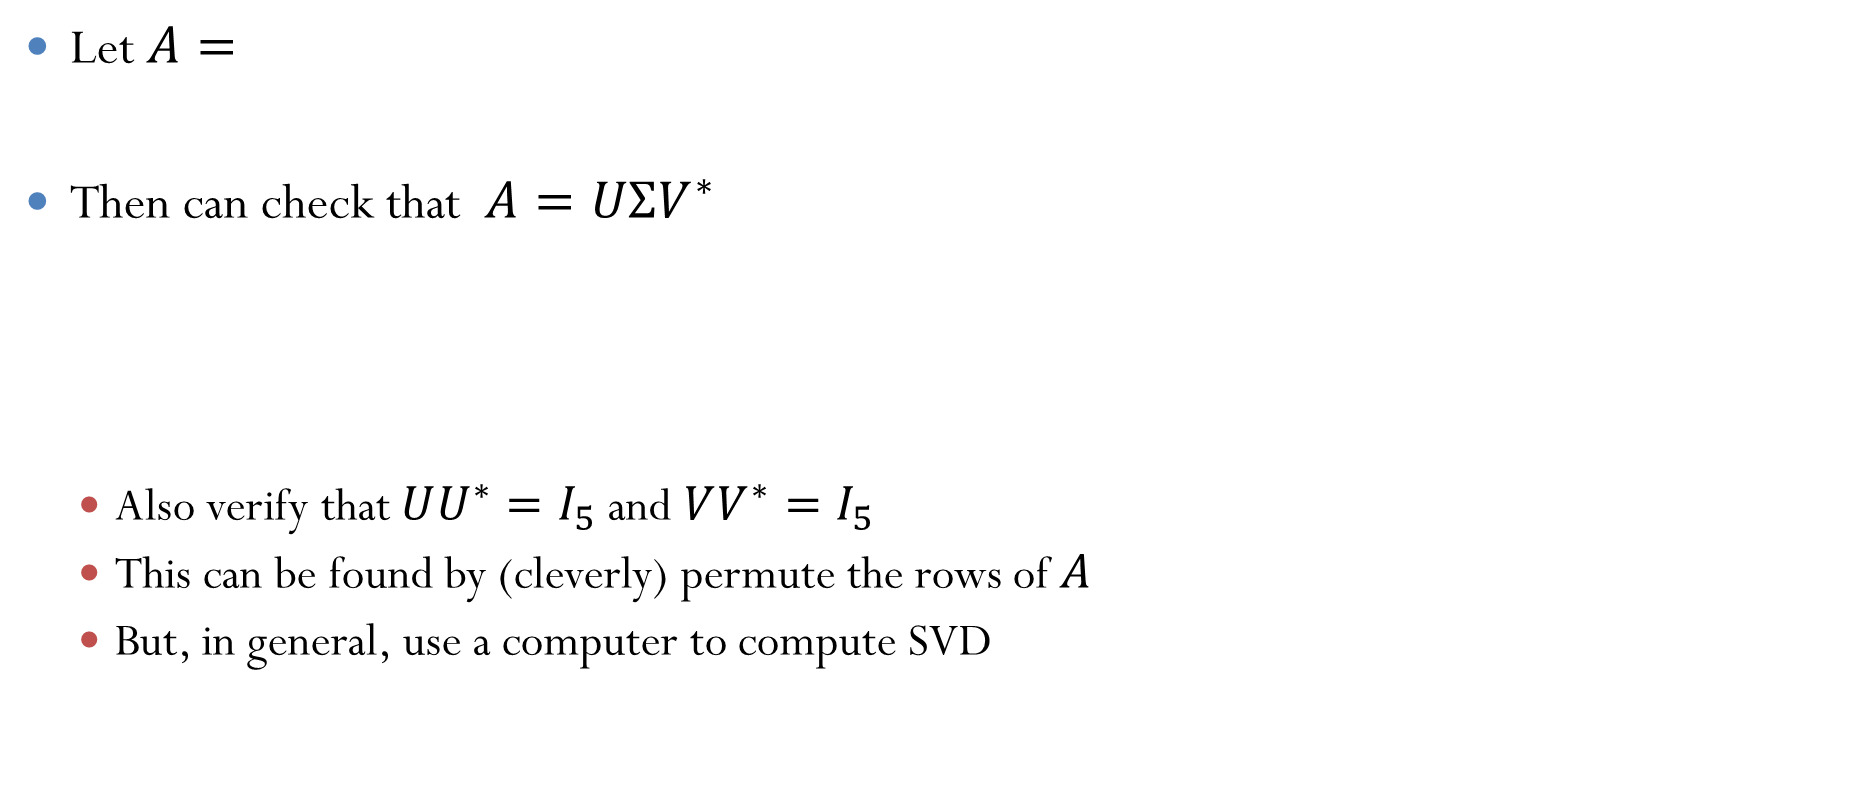 • Let A =
• Then can check that A = UΣV*
• Also verify that UU* = I₅ and VV* = I₅
• This can be found by (cleverly) permute the rows of A
• But, in general, use a computer to compute SVD